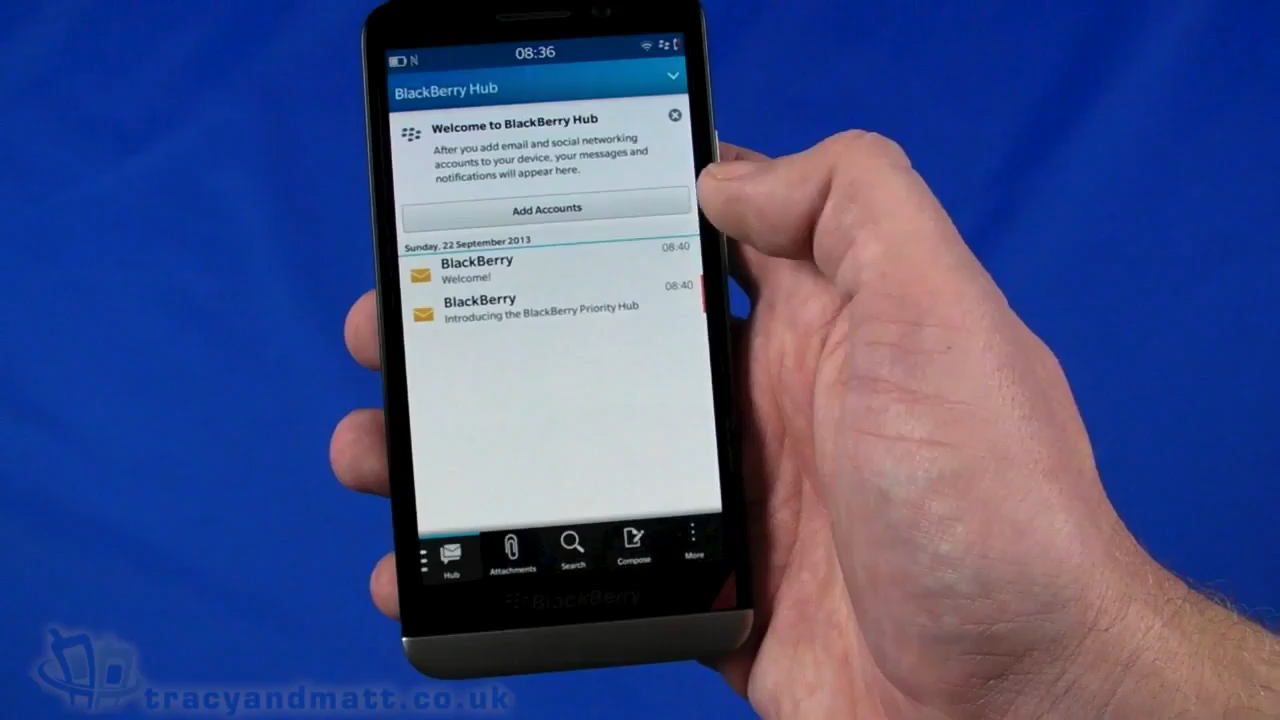 08:36
BlackBerry Hub
Welcome to BlackBerry Hub
After you add email and social networking
accounts to your device, your messages and
notifications will appear here.
Add Accounts
Sunday, 22 September 2013
BlackBerry 08:40
Welcome!
BlackBerry 08:40
Introducing the BlackBerry Priority Hub
Hub Attachments Search Compose More
BlackBerry
tracyandmatt.co.uk